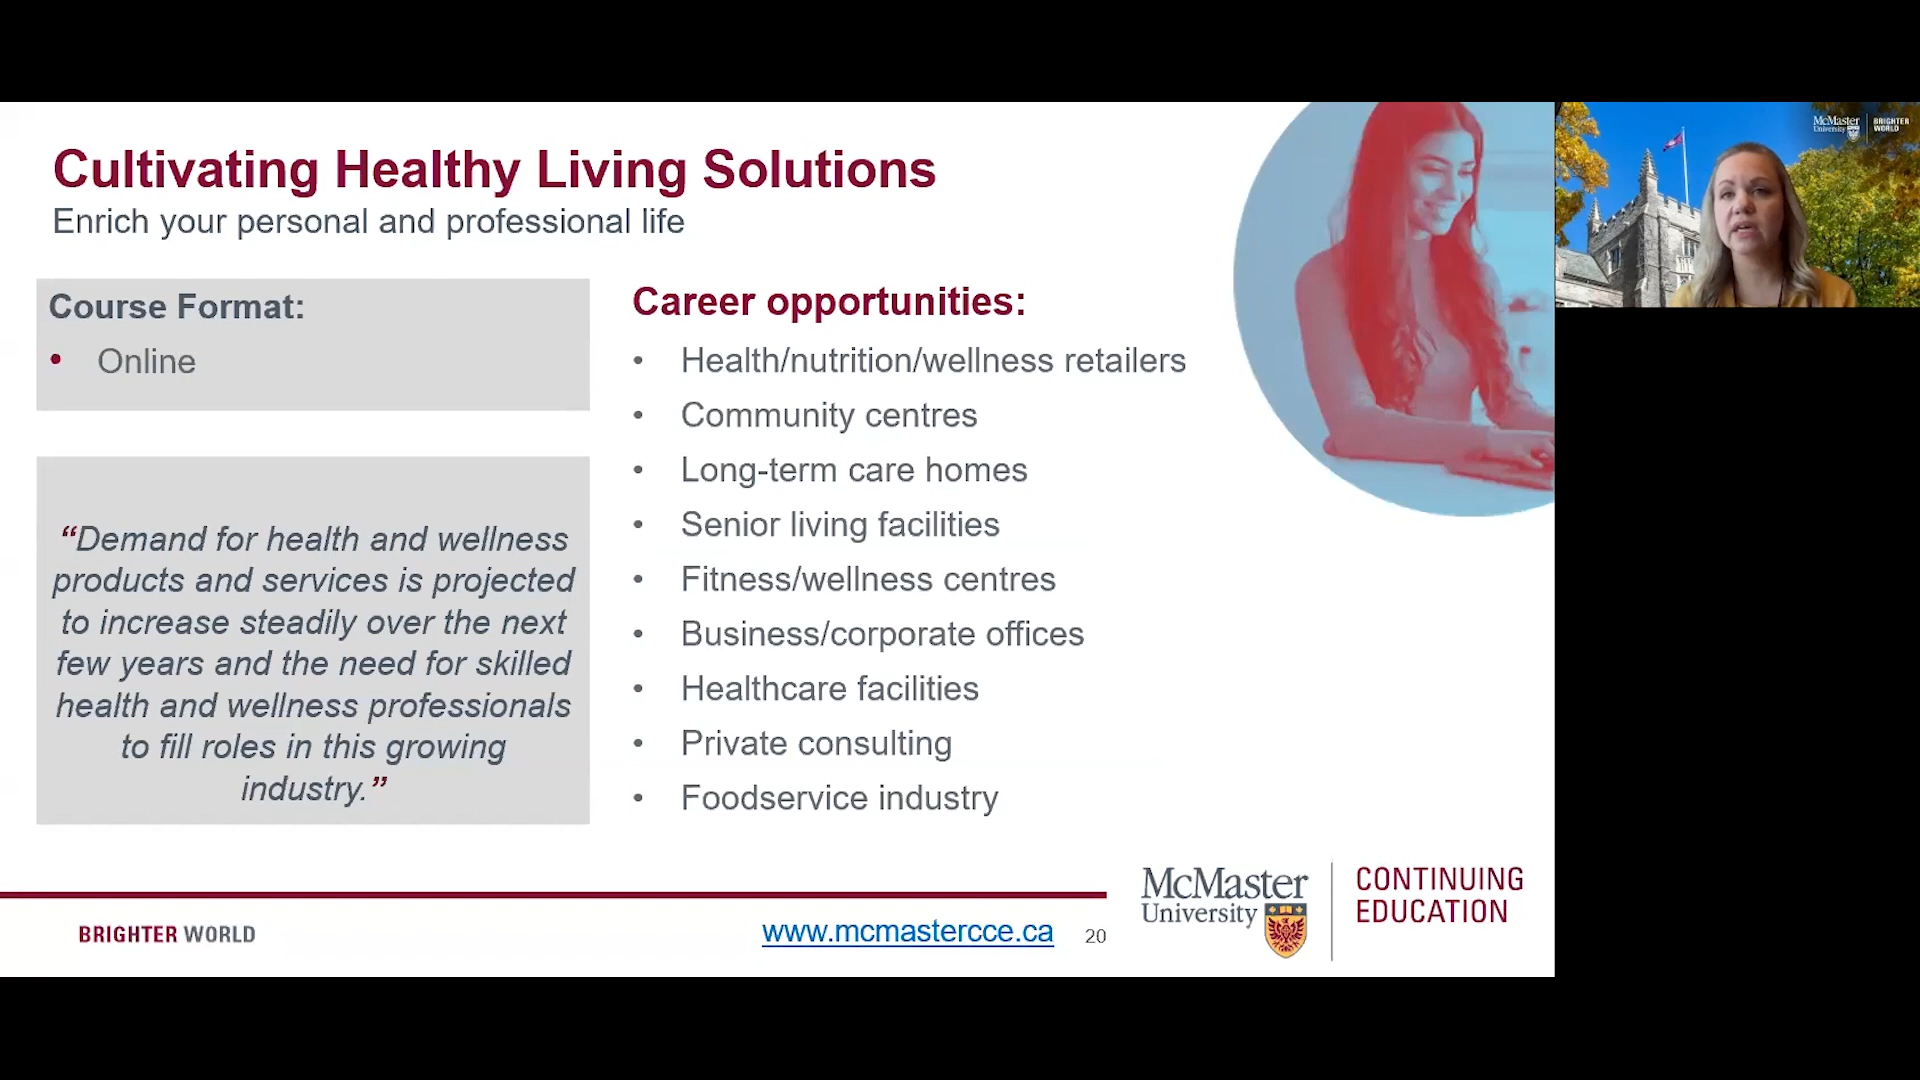 Cultivating Healthy Living Solutions
Enrich your personal and professional life
Course Format:
• Online
“Demand for health and wellness
products and services is projected
to increase steadily over the next
few years and the need for skilled
health and wellness professionals
to fill roles in this growing
industry.”
Career opportunities:
• Health/nutrition/wellness retailers
• Community centres
• Long-term care homes
• Senior living facilities
• Fitness/wellness centres
• Business/corporate offices
• Healthcare facilities
• Private consulting
• Foodservice industry
BRIGHTER WORLD
www.mcmastercce.ca
20
McMaster
University
CONTINUING
EDUCATION
McMaster
University
BRIGHTER
WORLD